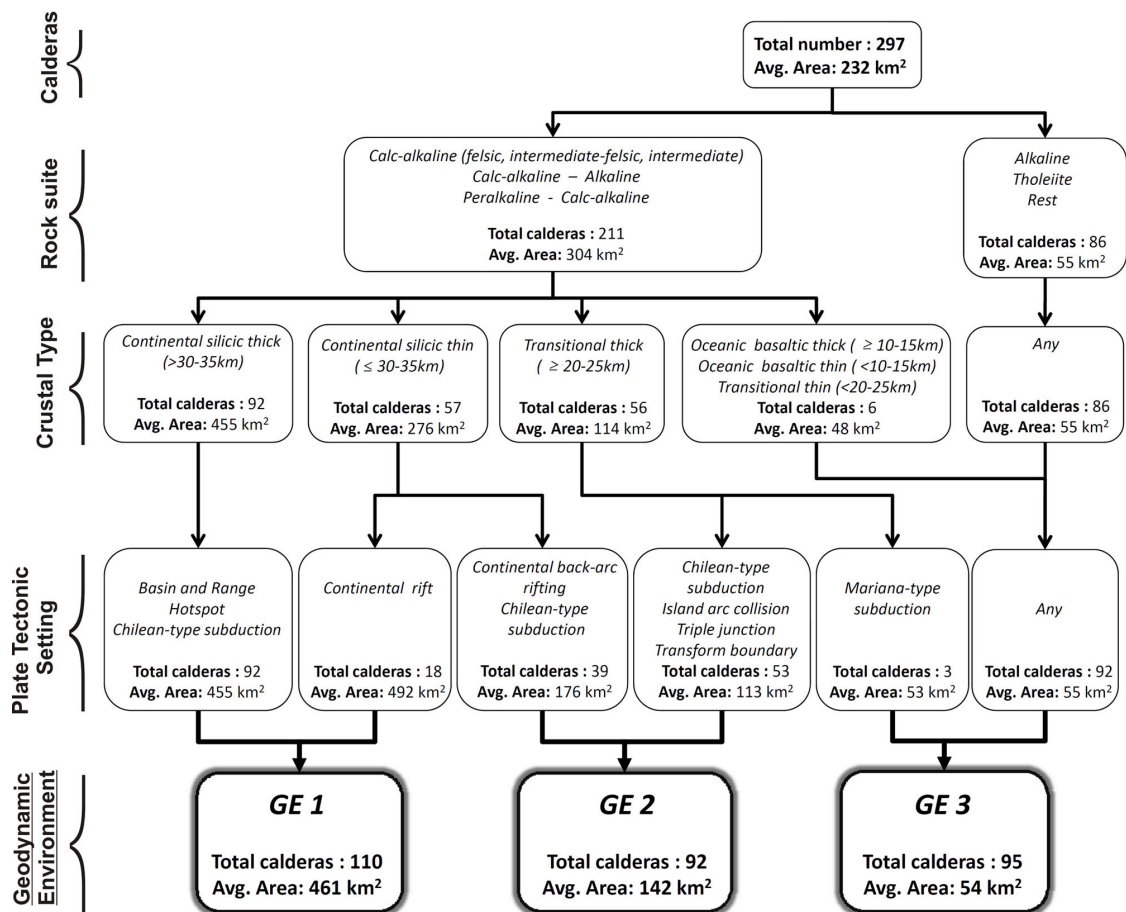 Calderas
Total number : 297
Avg. Area: 232 km²
Rock suite
Calc-alkaline (felsic, intermediate-felsic, intermediate)
Calc-alkaline – Alkaline
Peralkaline - Calc-alkaline
Total calderas : 211
Avg. Area: 304 km²
Alkaline
Tholeiite
Rest
Total calderas : 86
Avg. Area: 55 km²
Crustal Type
Continental silicic thick
(>30-35km)
Total calderas : 92
Avg. Area: 455 km²
Continental silicic thin
( ≤ 30-35km)
Total calderas : 57
Avg. Area: 276 km²
Transitional thick
( ≥ 20-25km)
Total calderas : 56
Avg. Area: 114 km²
Oceanic basaltic thick ( ≥ 10-15km)
Oceanic basaltic thin (<10-15km)
Transitional thin (<20-25km)
Total calderas : 6
Avg. Area: 48 km²
Any
Total calderas : 86
Avg. Area: 55 km²
Plate Tectonic
Setting
Basin and Range
Hotspot
Chilean-type subduction
Total calderas : 92
Avg. Area: 455 km²
Continental rift
Total calderas : 18
Avg. Area: 492 km²
Continental back-arc
rifting
Chilean-type
subduction
Total calderas : 39
Avg. Area: 176 km²
Chilean-type
subduction
Island arc collision
Triple junction
Transform boundary
Total calderas : 53
Avg. Area: 113 km²
Mariana-type
subduction
Total calderas : 3
Avg. Area: 53 km²
Any
Total calderas : 92
Avg. Area: 55 km²
Geodynamic
Environment
GE 1
Total calderas : 110
Avg. Area: 461 km²
GE 2
Total calderas : 92
Avg. Area: 142 km²
GE 3
Total calderas : 95
Avg. Area: 54 km²